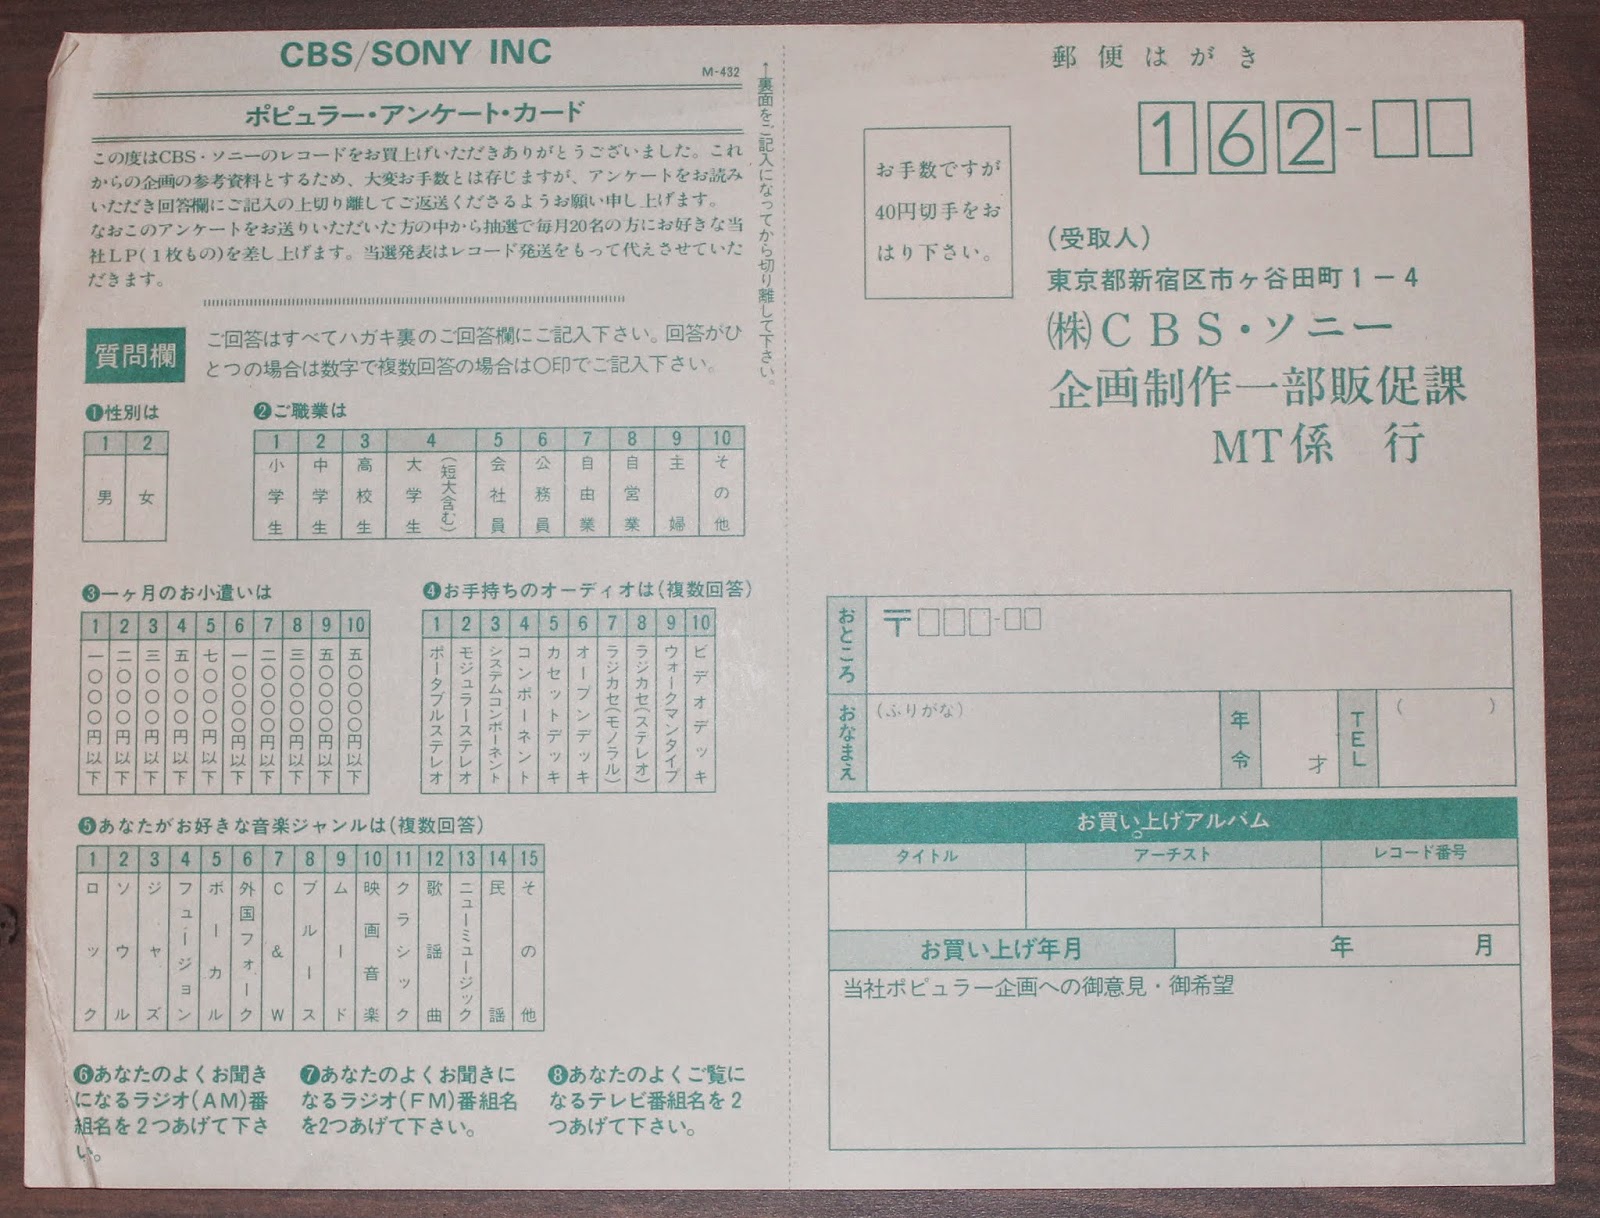 CBS/SONY INC
M-432
ポピュラー・アンケート・カード
この度はCBS・ソニーのレコードをお買上げいただきありがとうございました。これ
からの企画の参考資料とするため、大変お手数とは存じますが、アンケートをお読み
いただき回答欄にご記入の上切り離してご返送くださるようお願い申し上げます。
なおこのアンケートをお送りいただいた方の中から抽選で毎月20名の方にお好きな当
社LP(1枚もの)を差し上げます。当選発表はレコード発送をもって代えさせていた
だきます。
質問欄
ご回答はすべてハガキ裏のご回答欄にご記入下さい。回答がひ
とつの場合は数字で複数回答の場合は○印でご記入下さい。
❶性別は
1 2
男 女
❷ご職業は
1 2 3 4 5 6 7 8 9 10
小学生 中学生 高校生 大学生(短大含む) 会社員 公務員 自由業 自営業 主婦 その他
❸一ヶ月のお小遣いは
1 2 3 4 5 6 7 8 9 10
一〇〇〇円以下 二〇〇〇円以下 三〇〇〇円以下 五〇〇〇円以下 七〇〇〇円以下 一〇〇〇〇円以下 二〇〇〇〇円以下 三〇〇〇〇円以下 五〇〇〇〇円以下 五〇〇〇〇円以下
❹お手持ちのオーディオは(複数回答)
1 2 3 4 5 6 7 8 9 10
ポータブルステレオ モジュラーステレオ システムコンポーネント コンポーネント カセットデッキ オープンデッキ ラジカセ(モノラル) ラジカセ(ステレオ) ウォークマンタイプ ビデオデッキ
❺あなたがお好きな音楽ジャンルは(複数回答)
1 2 3 4 5 6 7 8 9 10 11 12 13 14 15
ロック ソウル ジャズ フュージョン ボーカル 外国フォーク C&W ブルース ムード 映画音楽 クラシック 歌謡曲 ニューミュージック 民謡 その他
❻あなたのよくお聞き
になるラジオ(AM)番
組名を2つあげて下さ
い。
❼あなたのよくお聞きに
なるラジオ(FM)番組名
を2つあげて下さい。
❽あなたのよくご覧に
なるテレビ番組名を2
つあげて下さい。
←裏面をご記入になってから切り離して下さい。
郵便はがき
162-
お手数ですが
40円切手をお
はり下さい。
(受取人)
東京都新宿区市ヶ谷田町1-4
(株)CBS・ソニー
企画制作一部販促課
MT係 行
おところ
〒
-
おなまえ
(ふりがな)
年令
才
TEL
( )
お買い上げアルバム
タイトル アーチスト レコード番号
お買い上げ年月 年 月
当社ポピュラー企画への御意見・御希望